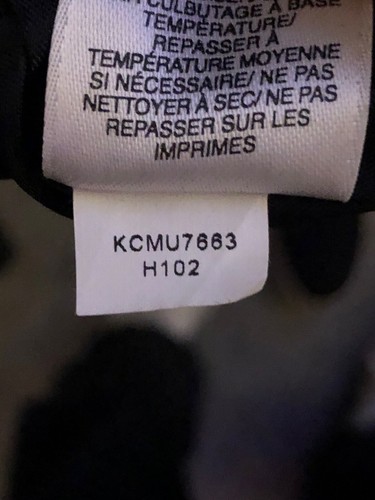 CULBUTAGE À BASE
TEMPÉRATURE/
REPASSER À
TEMPÉRATURE MOYENNE
SI NÉCESSAIRE/ NE PAS
NETTOYER À SEC/ NE PAS
REPASSER SUR LES
IMPRIMES
KCMU7663
H102